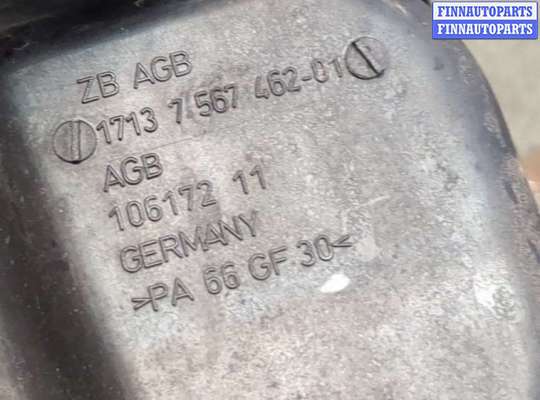 FINNAUTOPARTS
FINNAUTOPARTS
ZB AGB
1713 7 567 462-01
AGB
106172 11
GERMANY
>PA 66 GF 30<